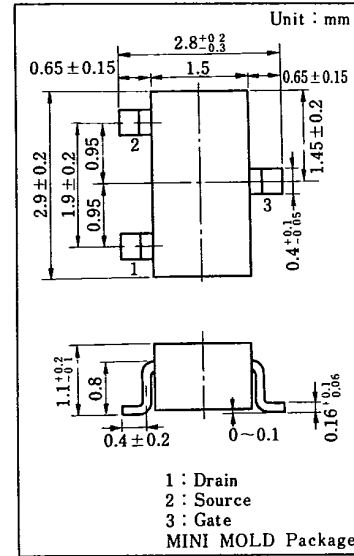 Unit : mm
2.8 +0.2 -0.3
0.65 ± 0.15
1.5
0.65 ± 0.15
2
3
1
2.9 ± 0.2
1.9 ± 0.2
0.95
0.95
1.45 ± 0.2
0.4 +0.1 -0.05
1.1 +0.2 -0.1
0.8
0.4 ± 0.2
0~0.1
0.16 +0.1 -0.06
1 : Drain
2 : Source
3 : Gate
MINI MOLD Package